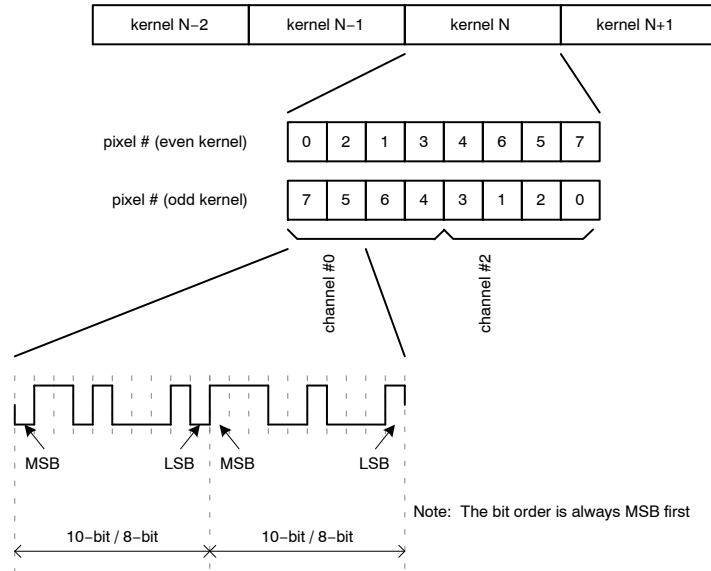 kernel N−2 kernel N−1 kernel N kernel N+1
pixel # (even kernel) 0 2 1 3 4 6 5 7
pixel # (odd kernel) 7 5 6 4 3 1 2 0
channel #0
channel #2
MSB LSB MSB LSB
Note: The bit order is always MSB first
10−bit / 8−bit 10−bit / 8−bit